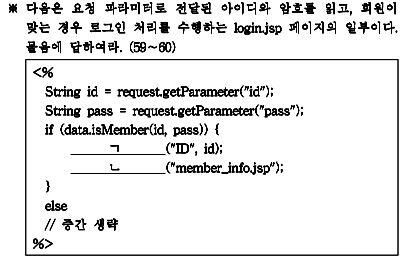 ※ 다음은 요청 파라미터로 전달된 아이디와 암호를 읽고, 회원이
맞는 경우 로그인 처리를 수행하는 login.jsp 페이지의 일부이다.
물음에 답하여라. (59~60)
<%
String id = request.getParameter("id");
String pass = request.getParameter("pass");
if (data.isMember(id, pass)) {
____ㄱ____("ID", id);
____ㄴ____("member_info.jsp");
}
else
// 중간 생략
%>